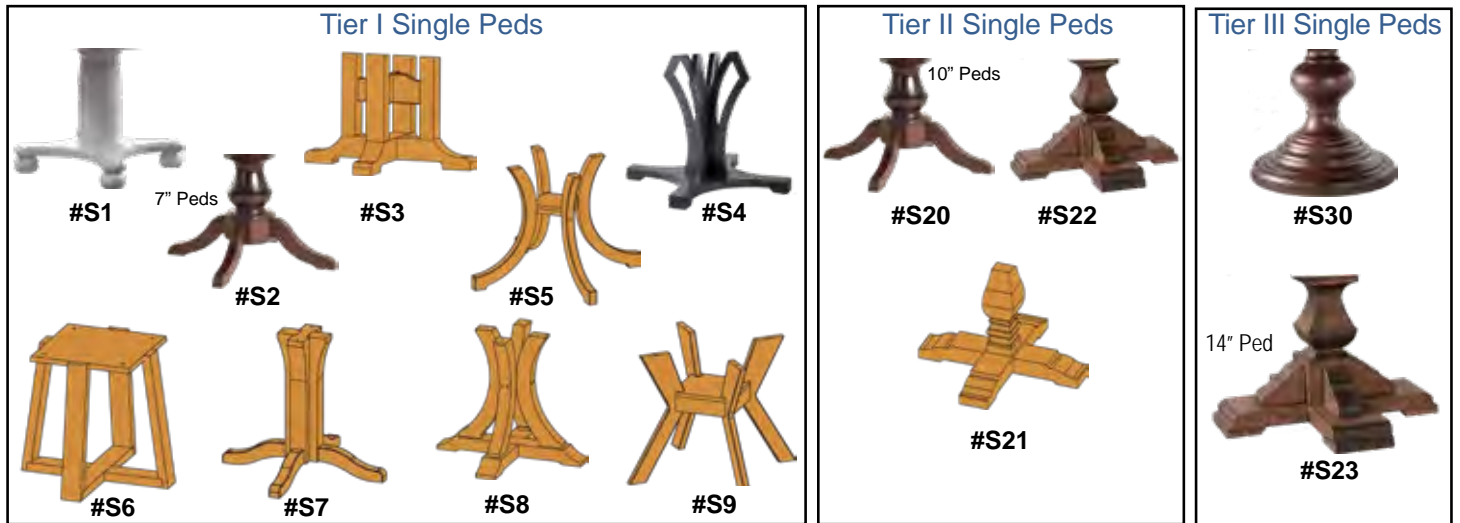 Tier I Single Peds
#S1
7” Peds
#S2
#S3
#S5
#S4
#S6
#S7
#S8
#S9
Tier II Single Peds
10” Peds
#S20
#S22
#S21
Tier III Single Peds
#S30
14″ Ped
#S23